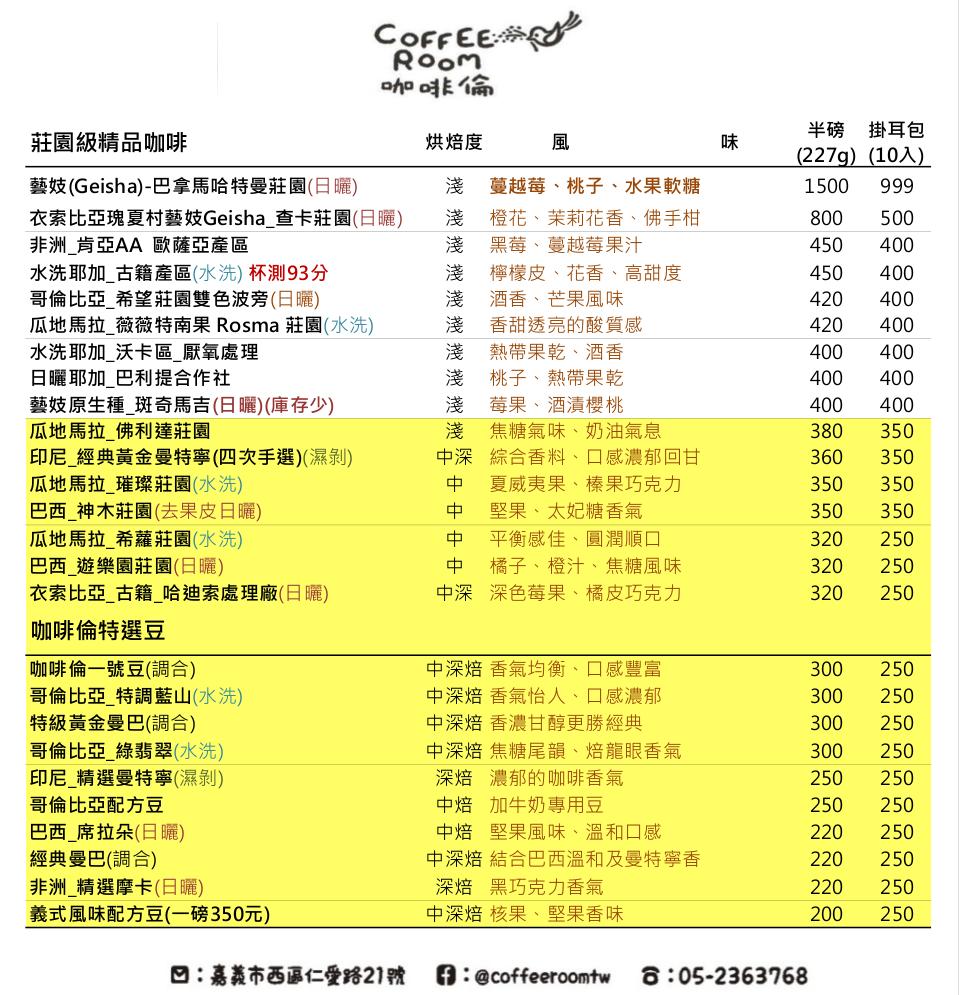 COFFEE
ROOM
咖啡倫
莊園級精品咖啡 烘焙度 風 味 半磅(227g) 掛耳包(10入)
藝妓(Geisha)-巴拿馬哈特曼莊園(日曬) 淺 蔓越莓、桃子、水果軟糖 1500 999
衣索比亞瑰夏村藝妓Geisha_查卡莊園(日曬) 淺 橙花、茉莉花香、佛手柑 800 500
非洲_肯亞AA 歐薩亞產區 淺 黑莓、蔓越莓果汁 450 400
水洗耶加_古籍產區(水洗) 杯測93分 淺 檸檬皮、花香、高甜度 450 400
哥倫比亞_希望莊園雙色波旁(日曬) 淺 酒香、芒果風味 420 400
瓜地馬拉_薇薇特南果 Rosma 莊園(水洗) 淺 香甜透亮的酸質感 420 400
水洗耶加_沃卡區_厭氧處理 淺 熱帶果乾、酒香 400 400
日曬耶加_巴利提合作社 淺 桃子、熱帶果乾 400 400
藝妓原生種_斑奇馬吉(日曬)(庫存少) 淺 莓果、酒漬櫻桃 400 400
瓜地馬拉_佛利達莊園 淺 焦糖氣味、奶油氣息 380 350
印尼_經典黃金曼特寧(四次手選)(濕剝) 中深 綜合香料、口感濃郁回甘 360 350
瓜地馬拉_璀璨莊園(水洗) 中 夏威夷果、榛果巧克力 350 350
巴西_神木莊園(去果皮日曬) 中 堅果、太妃糖香氣 350 350
瓜地馬拉_希蘿莊園(水洗) 中 平衡感佳、圓潤順口 320 250
巴西_遊樂園莊園(日曬) 中 橘子、橙汁、焦糖風味 320 250
衣索比亞_古籍_哈迪索處理廠(日曬) 中深 深色莓果、橘皮巧克力 320 250
咖啡倫特選豆
咖啡倫一號豆(調合) 中深焙 香氣均衡、口感豐富 300 250
哥倫比亞_特調藍山(水洗) 中深焙 香氣怡人、口感濃郁 300 250
特級黃金曼巴(調合) 中深焙 香濃甘醇更勝經典 300 250
哥倫比亞_綠翡翠(水洗) 中深焙 焦糖尾韻、焙龍眼香氣 300 250
印尼_精選曼特寧(濕剝) 深焙 濃郁的咖啡香氣 250 250
哥倫比亞配方豆 中焙 加牛奶專用豆 250 250
巴西_席拉朵(日曬) 中焙 堅果風味、溫和口感 220 250
經典曼巴(調合) 中深焙 結合巴西溫和及曼特寧香 220 250
非洲_精選摩卡(日曬) 深焙 黑巧克力香氣 220 250
義式風味配方豆(一磅350元) 中深焙 核果、堅果香味 200 250
：嘉義市西區仁愛路21號 ：@coffeeroomtw ：05-2363768